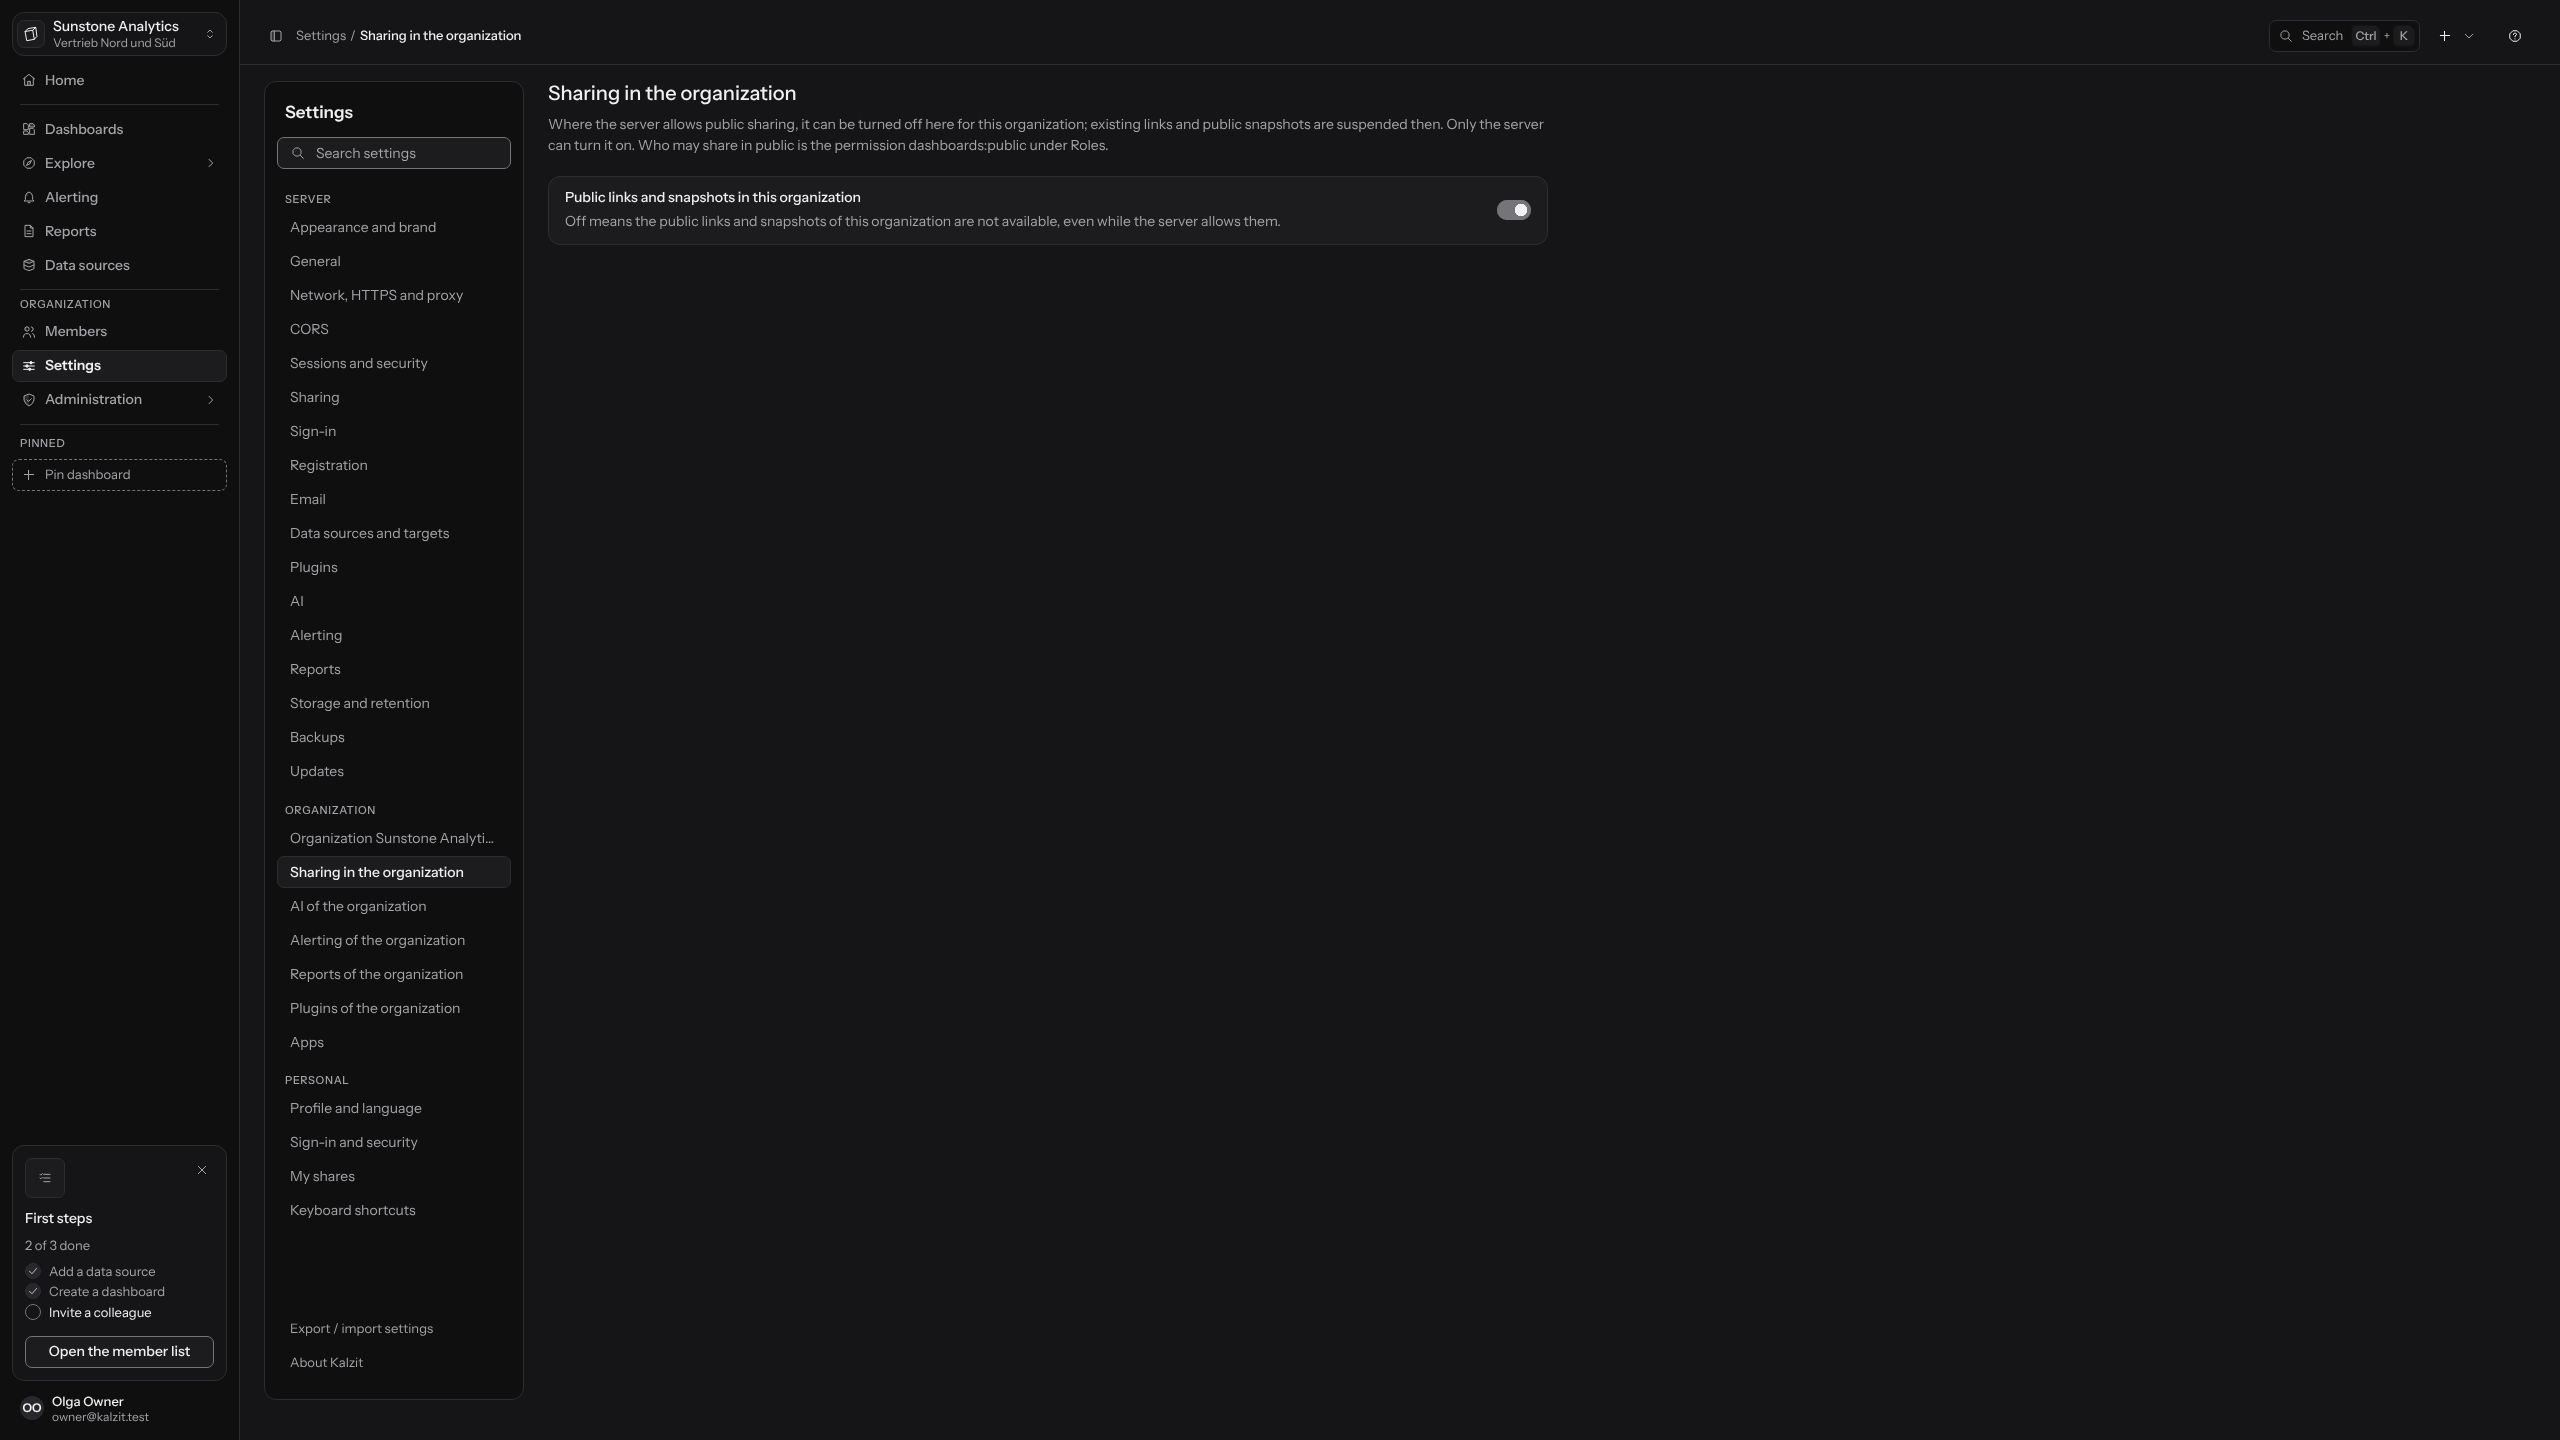 Sunstone Analytics
Vertrieb Nord und Süd
Home
Dashboards
Explore
Alerting
Reports
Data sources
ORGANIZATION
Members
Settings
Administration
PINNED
Pin dashboard
First steps
2 of 3 done
Add a data source
Create a dashboard
Invite a colleague
Open the member list
OO
Olga Owner
owner@kalzit.test
Settings / Sharing in the organization
Search Ctrl + K
Settings
Search settings
SERVER
Appearance and brand
General
Network, HTTPS and proxy
CORS
Sessions and security
Sharing
Sign-in
Registration
Email
Data sources and targets
Plugins
AI
Alerting
Reports
Storage and retention
Backups
Updates
ORGANIZATION
Organization Sunstone Analyti...
Sharing in the organization
AI of the organization
Alerting of the organization
Reports of the organization
Plugins of the organization
Apps
PERSONAL
Profile and language
Sign-in and security
My shares
Keyboard shortcuts
Export / import settings
About Kalzit
Sharing in the organization
Where the server allows public sharing, it can be turned off here for this organization; existing links and public snapshots are suspended then. Only the server
can turn it on. Who may share in public is the permission dashboards:public under Roles.
Public links and snapshots in this organization
Off means the public links and snapshots of this organization are not available, even while the server allows them.